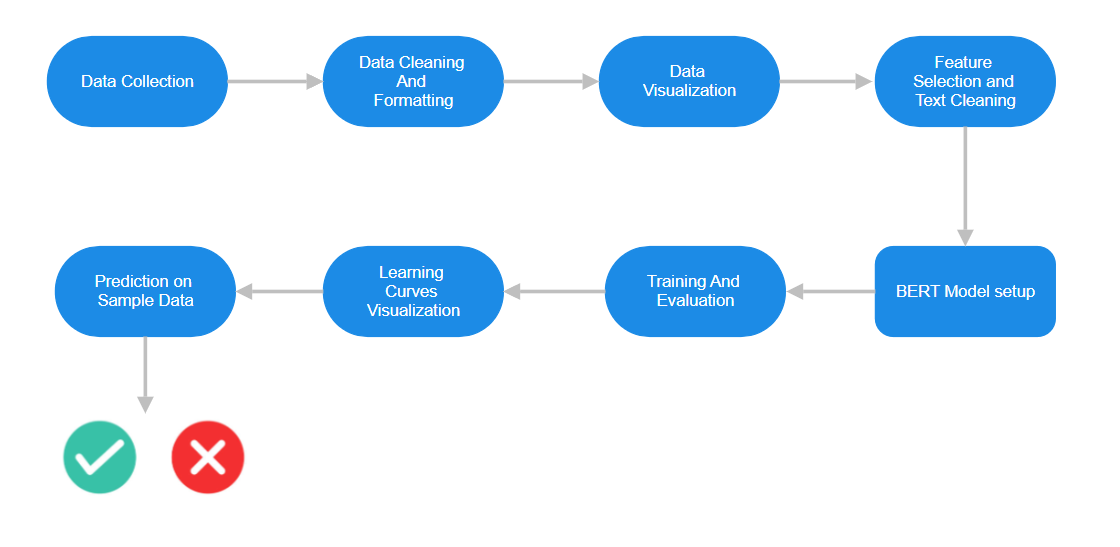 Data Collection
Data Cleaning
And
Formatting
Data
Visualization
Feature
Selection and
Text Cleaning
BERT Model setup
Training And
Evaluation
Learning
Curves
Visualization
Prediction on
Sample Data